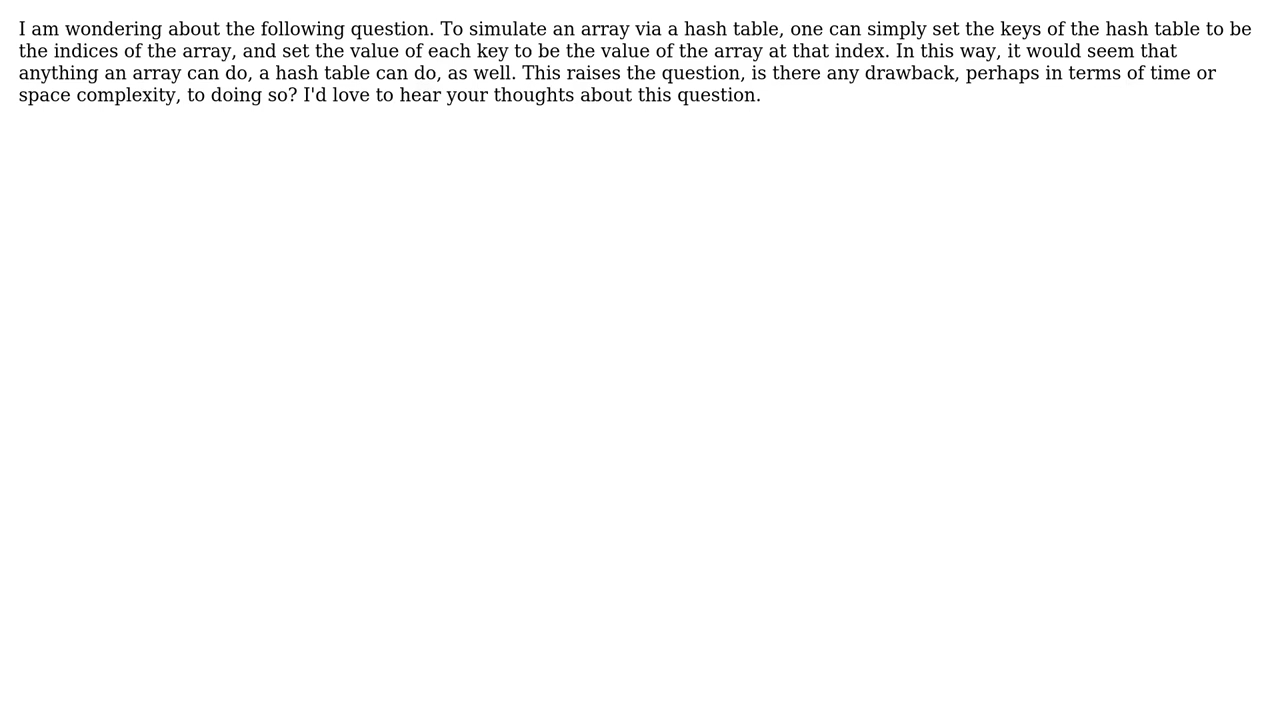 I am wondering about the following question. To simulate an array via a hash table, one can simply set the keys of the hash table to be
the indices of the array, and set the value of each key to be the value of the array at that index. In this way, it would seem that
anything an array can do, a hash table can do, as well. This raises the question, is there any drawback, perhaps in terms of time or
space complexity, to doing so? I'd love to hear your thoughts about this question.